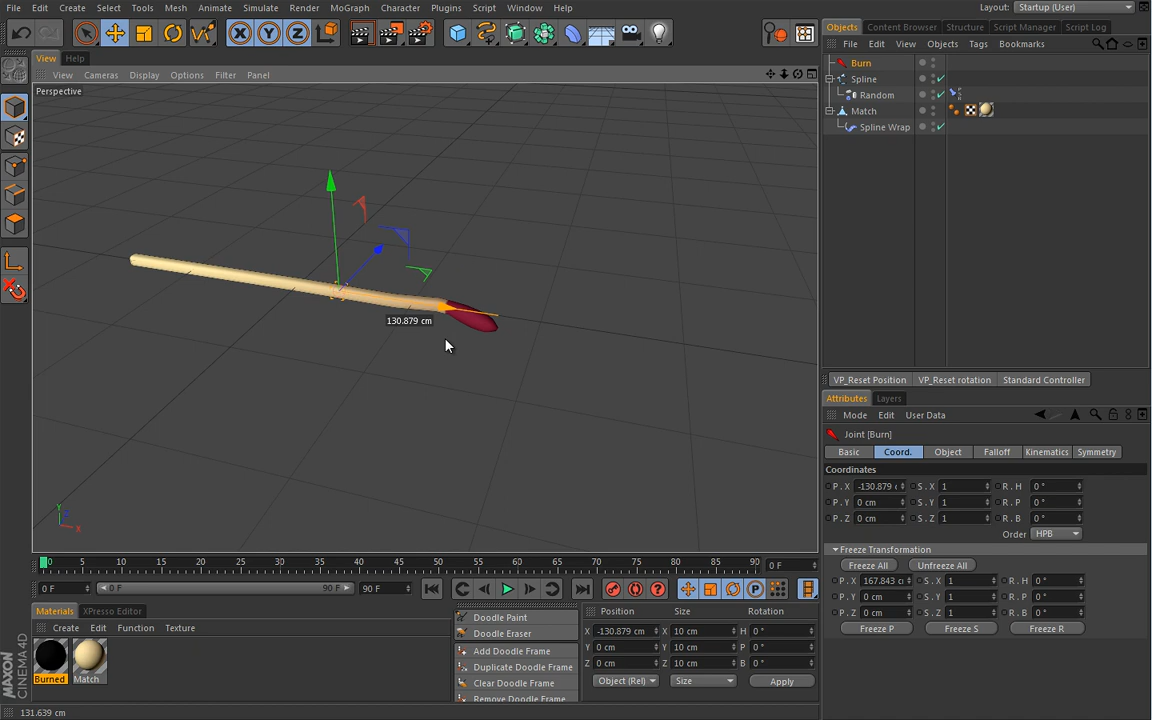 File Edit Create Select Tools Mesh Animate Simulate Render MoGraph Character Plugins Script Window Help
Layout: Startup (User)
Objects Content Browser Structure Script Manager Script Log
File Edit View Objects Tags Bookmarks
View Help
View Cameras Display Options Filter Panel
Perspective
Burn
Spline
Random
Match
Spline Wrap
130.879 cm
Y
X
VP_Reset Position VP_Reset rotation Standard Controller
Attributes Layers
Mode Edit User Data
Joint [Burn]
Basic Coord. Object Falloff Kinematics Symmetry
Coordinates
P . X -130.879 c S . X 1 R . H 0 °
P . Y 0 cm S . Y 1 R . P 0 °
P . Z 0 cm S . Z 1 R . B 0 °
Order HPB
Freeze Transformation
Freeze All Unfreeze All
P . X 167.843 c S . X 1 R . H 0 °
P . Y 0 cm S . Y 1 R . P 0 °
P . Z 0 cm S . Z 1 R . B 0 °
Freeze P Freeze S Freeze R
0 5 10 15 20 25 30 35 40 45 50 55 60 65 70 75 80 85 90 0 F
0 F 0 F 90 F 90 F
Materials XPresso Editor
Create Edit Function Texture
Burned Match
Doodle Paint
Doodle Eraser
Add Doodle Frame
Duplicate Doodle Frame
Clear Doodle Frame
Remove Doodle Frame
Position Size Rotation
X -130.879 cm X 10 cm H 0 °
Y 0 cm Y 10 cm P 0 °
Z 0 cm Z 10 cm B 0 °
Object (Rel) Size Apply
MAXON
CINEMA 4D
131.639 cm